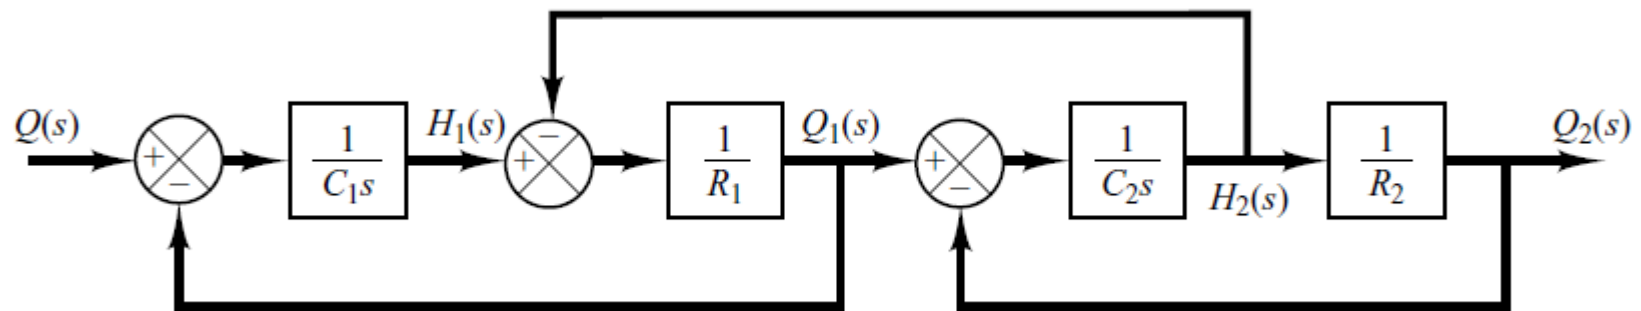 Q(s)
+
−
1
C₁s
H₁(s)
−
+
1
R₁
Q₁(s)
+
−
1
C₂s
H₂(s)
1
R₂
Q₂(s)